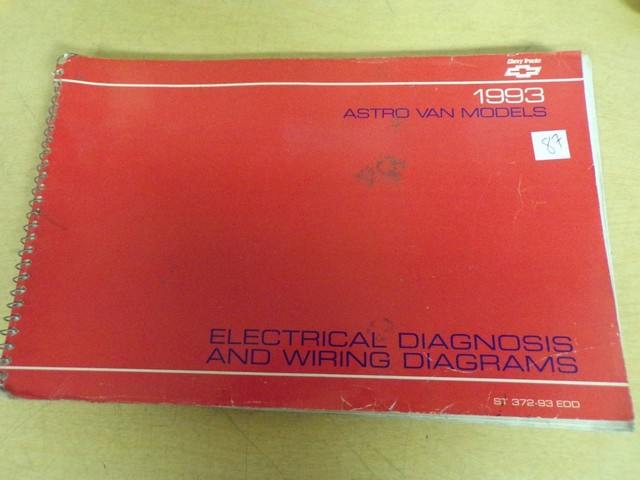 Chevy Trucks
1993
ASTRO VAN MODELS
87
ELECTRICAL DIAGNOSIS
AND WIRING DIAGRAMS
ST 372-93 EDD